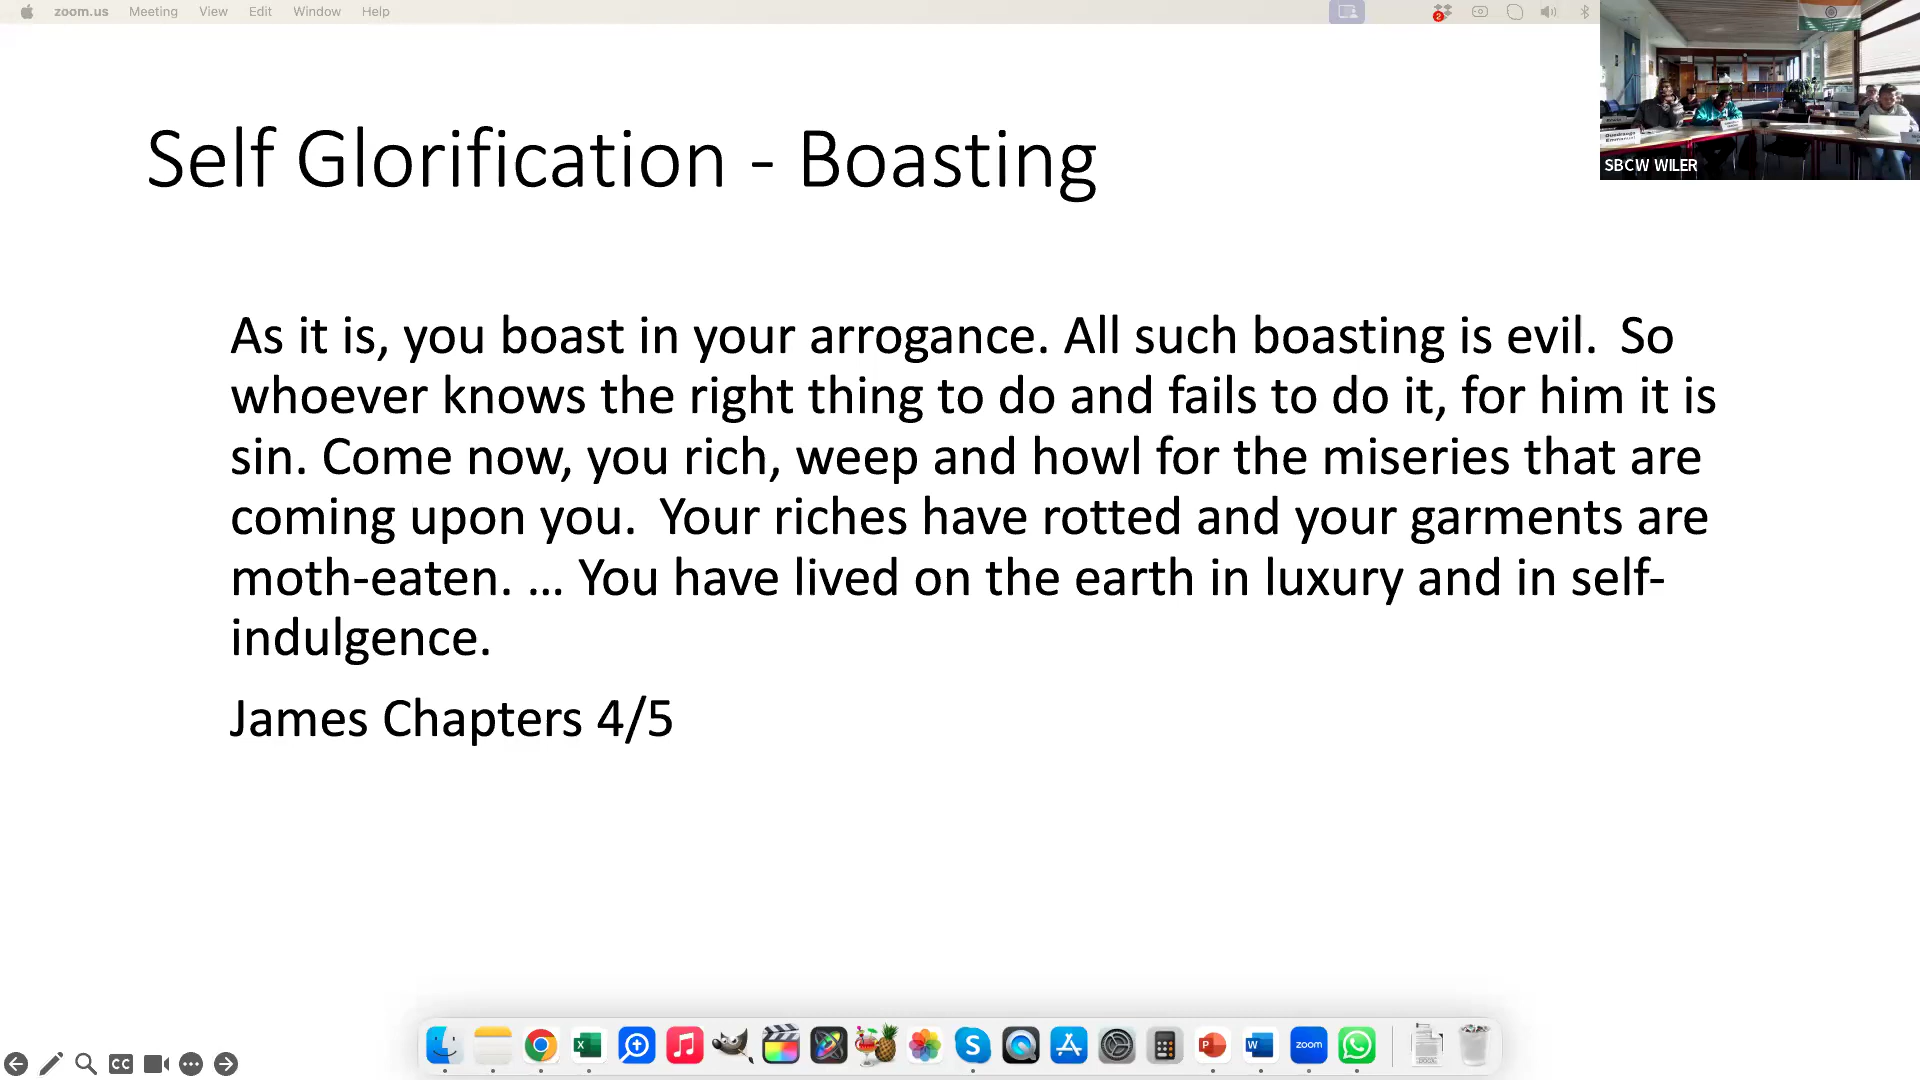 zoom.us Meeting View Edit Window Help
2
SBCW WILER
Self Glorification - Boasting
As it is, you boast in your arrogance. All such boasting is evil.  So
whoever knows the right thing to do and fails to do it, for him it is
sin. Come now, you rich, weep and howl for the miseries that are
coming upon you.  Your riches have rotted and your garments are
moth-eaten. ... You have lived on the earth in luxury and in self-
indulgence.
James Chapters 4/5
CC
X
S
P
W
zoom